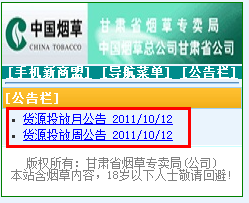 中国烟草
CHINA TOBACCO
甘肃省烟草专卖局
中国烟草总公司甘肃省公司
[手机新商盟] [导航菜单] [公告栏]
[公告栏]
货源投放月公告 2011/10/12
货源投放周公告 2011/10/12
版权所有：甘肃省烟草专卖局(公司)
本站含烟草内容，18岁以下人士敬请回避!